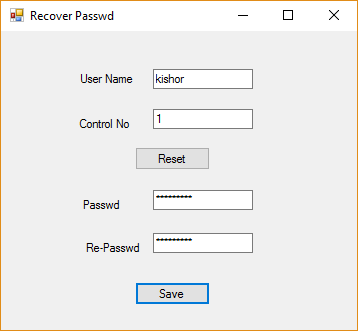 Recover Passwd
User Name kishor
Control No 1
Reset
Passwd *********
Re-Passwd *********
Save